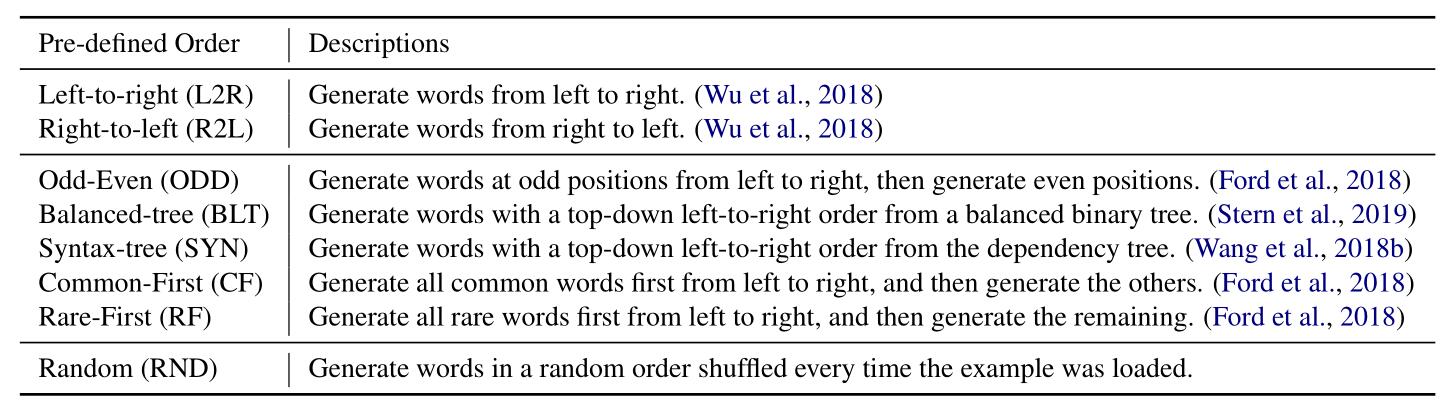 Pre-defined Order Descriptions
Left-to-right (L2R) Generate words from left to right. (Wu et al., 2018)
Right-to-left (R2L) Generate words from right to left. (Wu et al., 2018)
Odd-Even (ODD) Generate words at odd positions from left to right, then generate even positions. (Ford et al., 2018)
Balanced-tree (BLT) Generate words with a top-down left-to-right order from a balanced binary tree. (Stern et al., 2019)
Syntax-tree (SYN) Generate words with a top-down left-to-right order from the dependency tree. (Wang et al., 2018b)
Common-First (CF) Generate all common words first from left to right, and then generate the others. (Ford et al., 2018)
Rare-First (RF) Generate all rare words first from left to right, and then generate the remaining. (Ford et al., 2018)
Random (RND) Generate words in a random order shuffled every time the example was loaded.